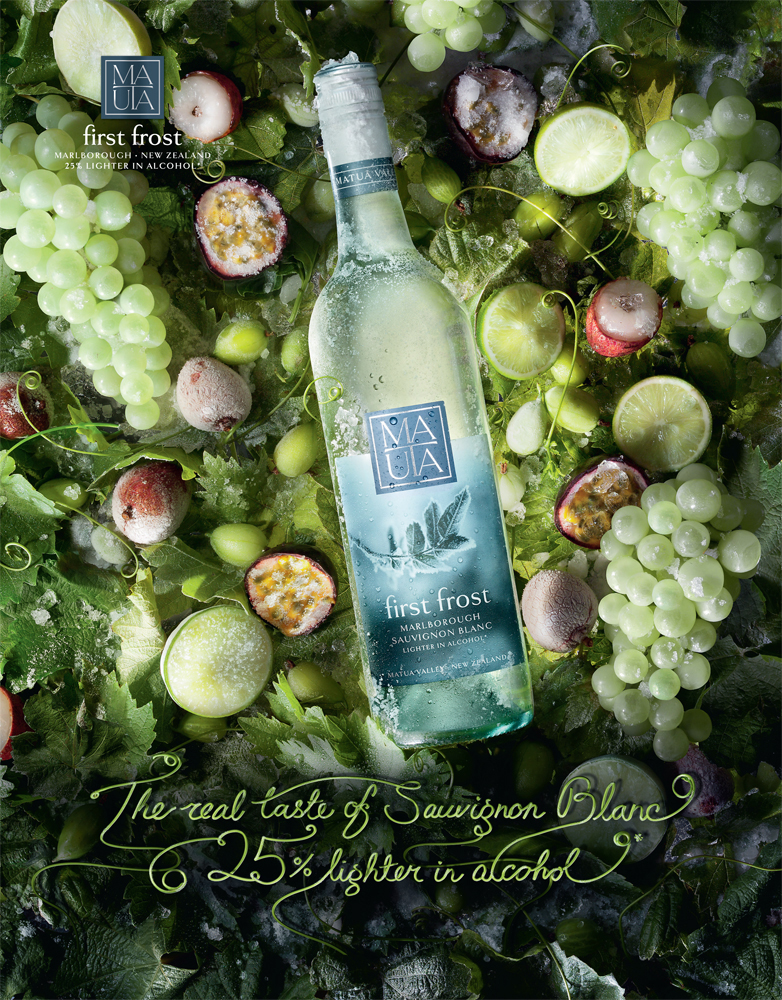 MA
UA
first frost
MARLBOROUGH · NEW ZEALAND
25% LIGHTER IN ALCOHOL*
MATUA VALLEY
MA
UA
first frost
MARLBOROUGH
SAUVIGNON BLANC
LIGHTER IN ALCOHOL*
MATUA VALLEY · NEW ZEALAND
The real taste of Sauvignon Blanc
25% lighter in alcohol*